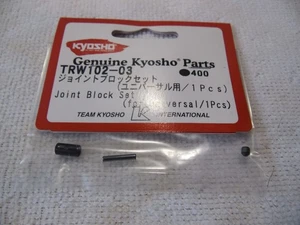 KYOSHO
Genuine Kyosho Parts
TRW102-03 ●400
ジョイントブロックセット
(ユニバーサル用/1Pcs)
Joint Block Set
(for Universal/1Pcs)
TEAM KYOSHO K INTERNATIONAL